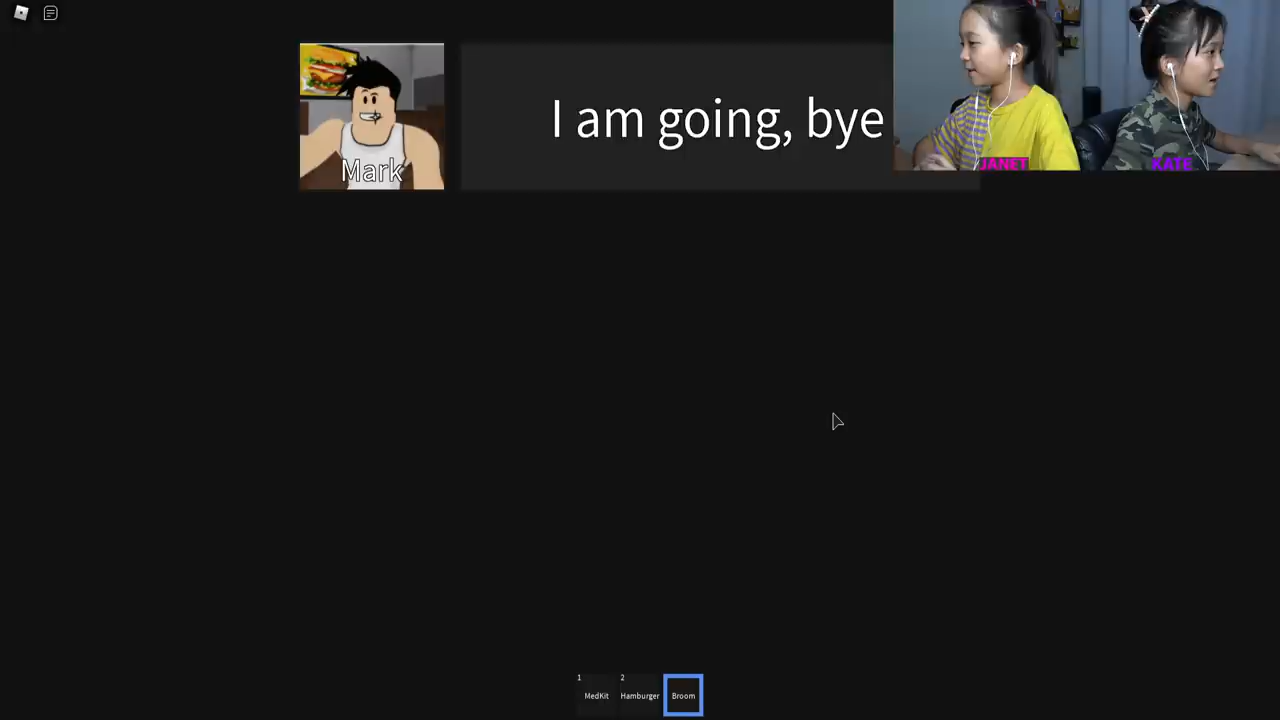 Mark
I am going, bye
JANET
KATE
1
MedKit
2
Hamburger
Broom